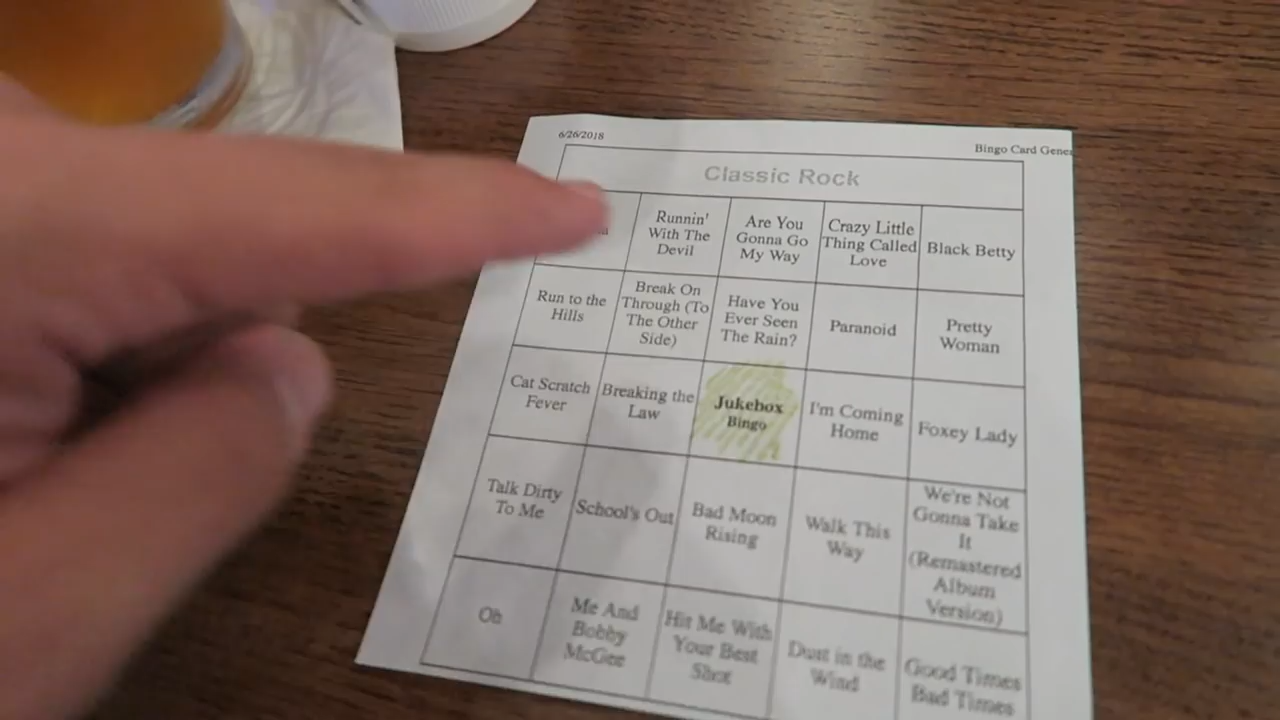 6/26/2018
Bingo Card
Classic Rock
Runnin'
With The
Devil
Are You
Gonna Go
My Way
Crazy Little
Thing Called
Love
Black Betty
Run to the
Hills
Break On
Through (To
The Other
Side)
Have You
Ever Seen
The Rain?
Paranoid
Pretty
Woman
Cat Scratch
Fever
Breaking the
Law
Jukebox
Bingo
I'm Coming
Home
Foxey Lady
Talk Dirty
To Me
School's Out
Bad Moon
Rising
Walk This
Way
We're Not
Gonna Take
It
(Remastered
Album
Version)
Oh
Me And
Bobby
McGee
Hit Me With
Your Best
Shot
Dust in the
Wind
Good Times
Bad Times